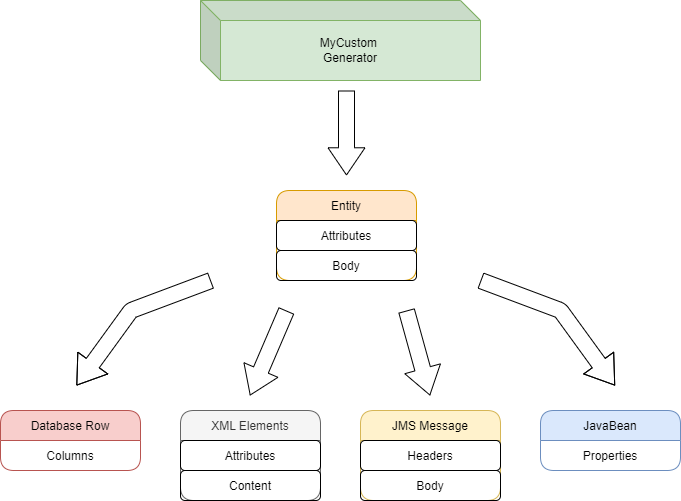 MyCustom
Generator
Entity
Attributes
Body
Database Row
Columns
XML Elements
Attributes
Content
JMS Message
Headers
Body
JavaBean
Properties